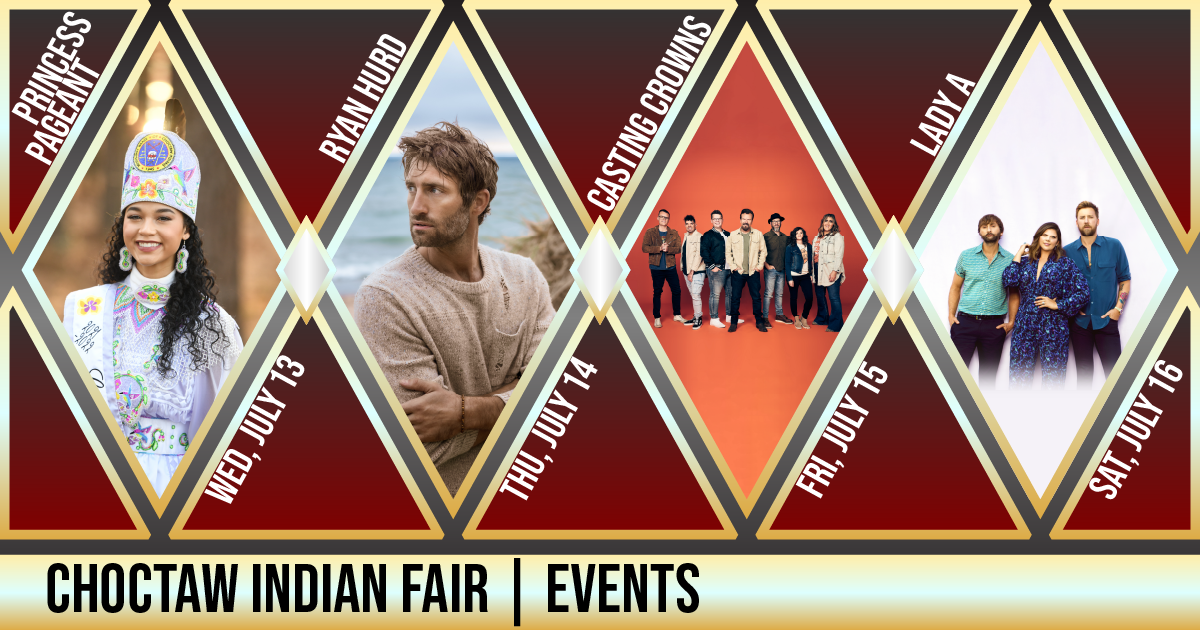 PRINCESS
PAGEANT
WED, JULY 13
RYAN HURD
THU, JULY 14
CASTING CROWNS
FRI, JULY 15
LADY A
SAT, JULY 16
CHOCTAW INDIAN FAIR | EVENTS